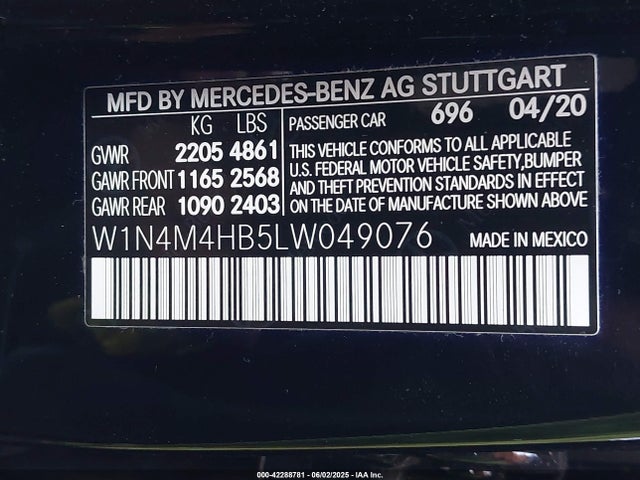 MFD BY MERCEDES-BENZ AG STUTTGART
KG LBS
PASSENGER CAR 696 04/20
GVWR 2205 4861
GAWR FRONT 1165 2568
GAWR REAR 1090 2403
THIS VEHICLE CONFORMS TO ALL APPLICABLE
U.S. FEDERAL MOTOR VEHICLE SAFETY,BUMPER
AND THEFT PREVENTION STANDARDS IN EFFECT
ON THE DATE OF MANUFACTURE SHOWN ABOVE.
W1N4M4HB5LW049076 MADE IN MEXICO
000-42288781 - 06/02/2025 - IAA Inc.